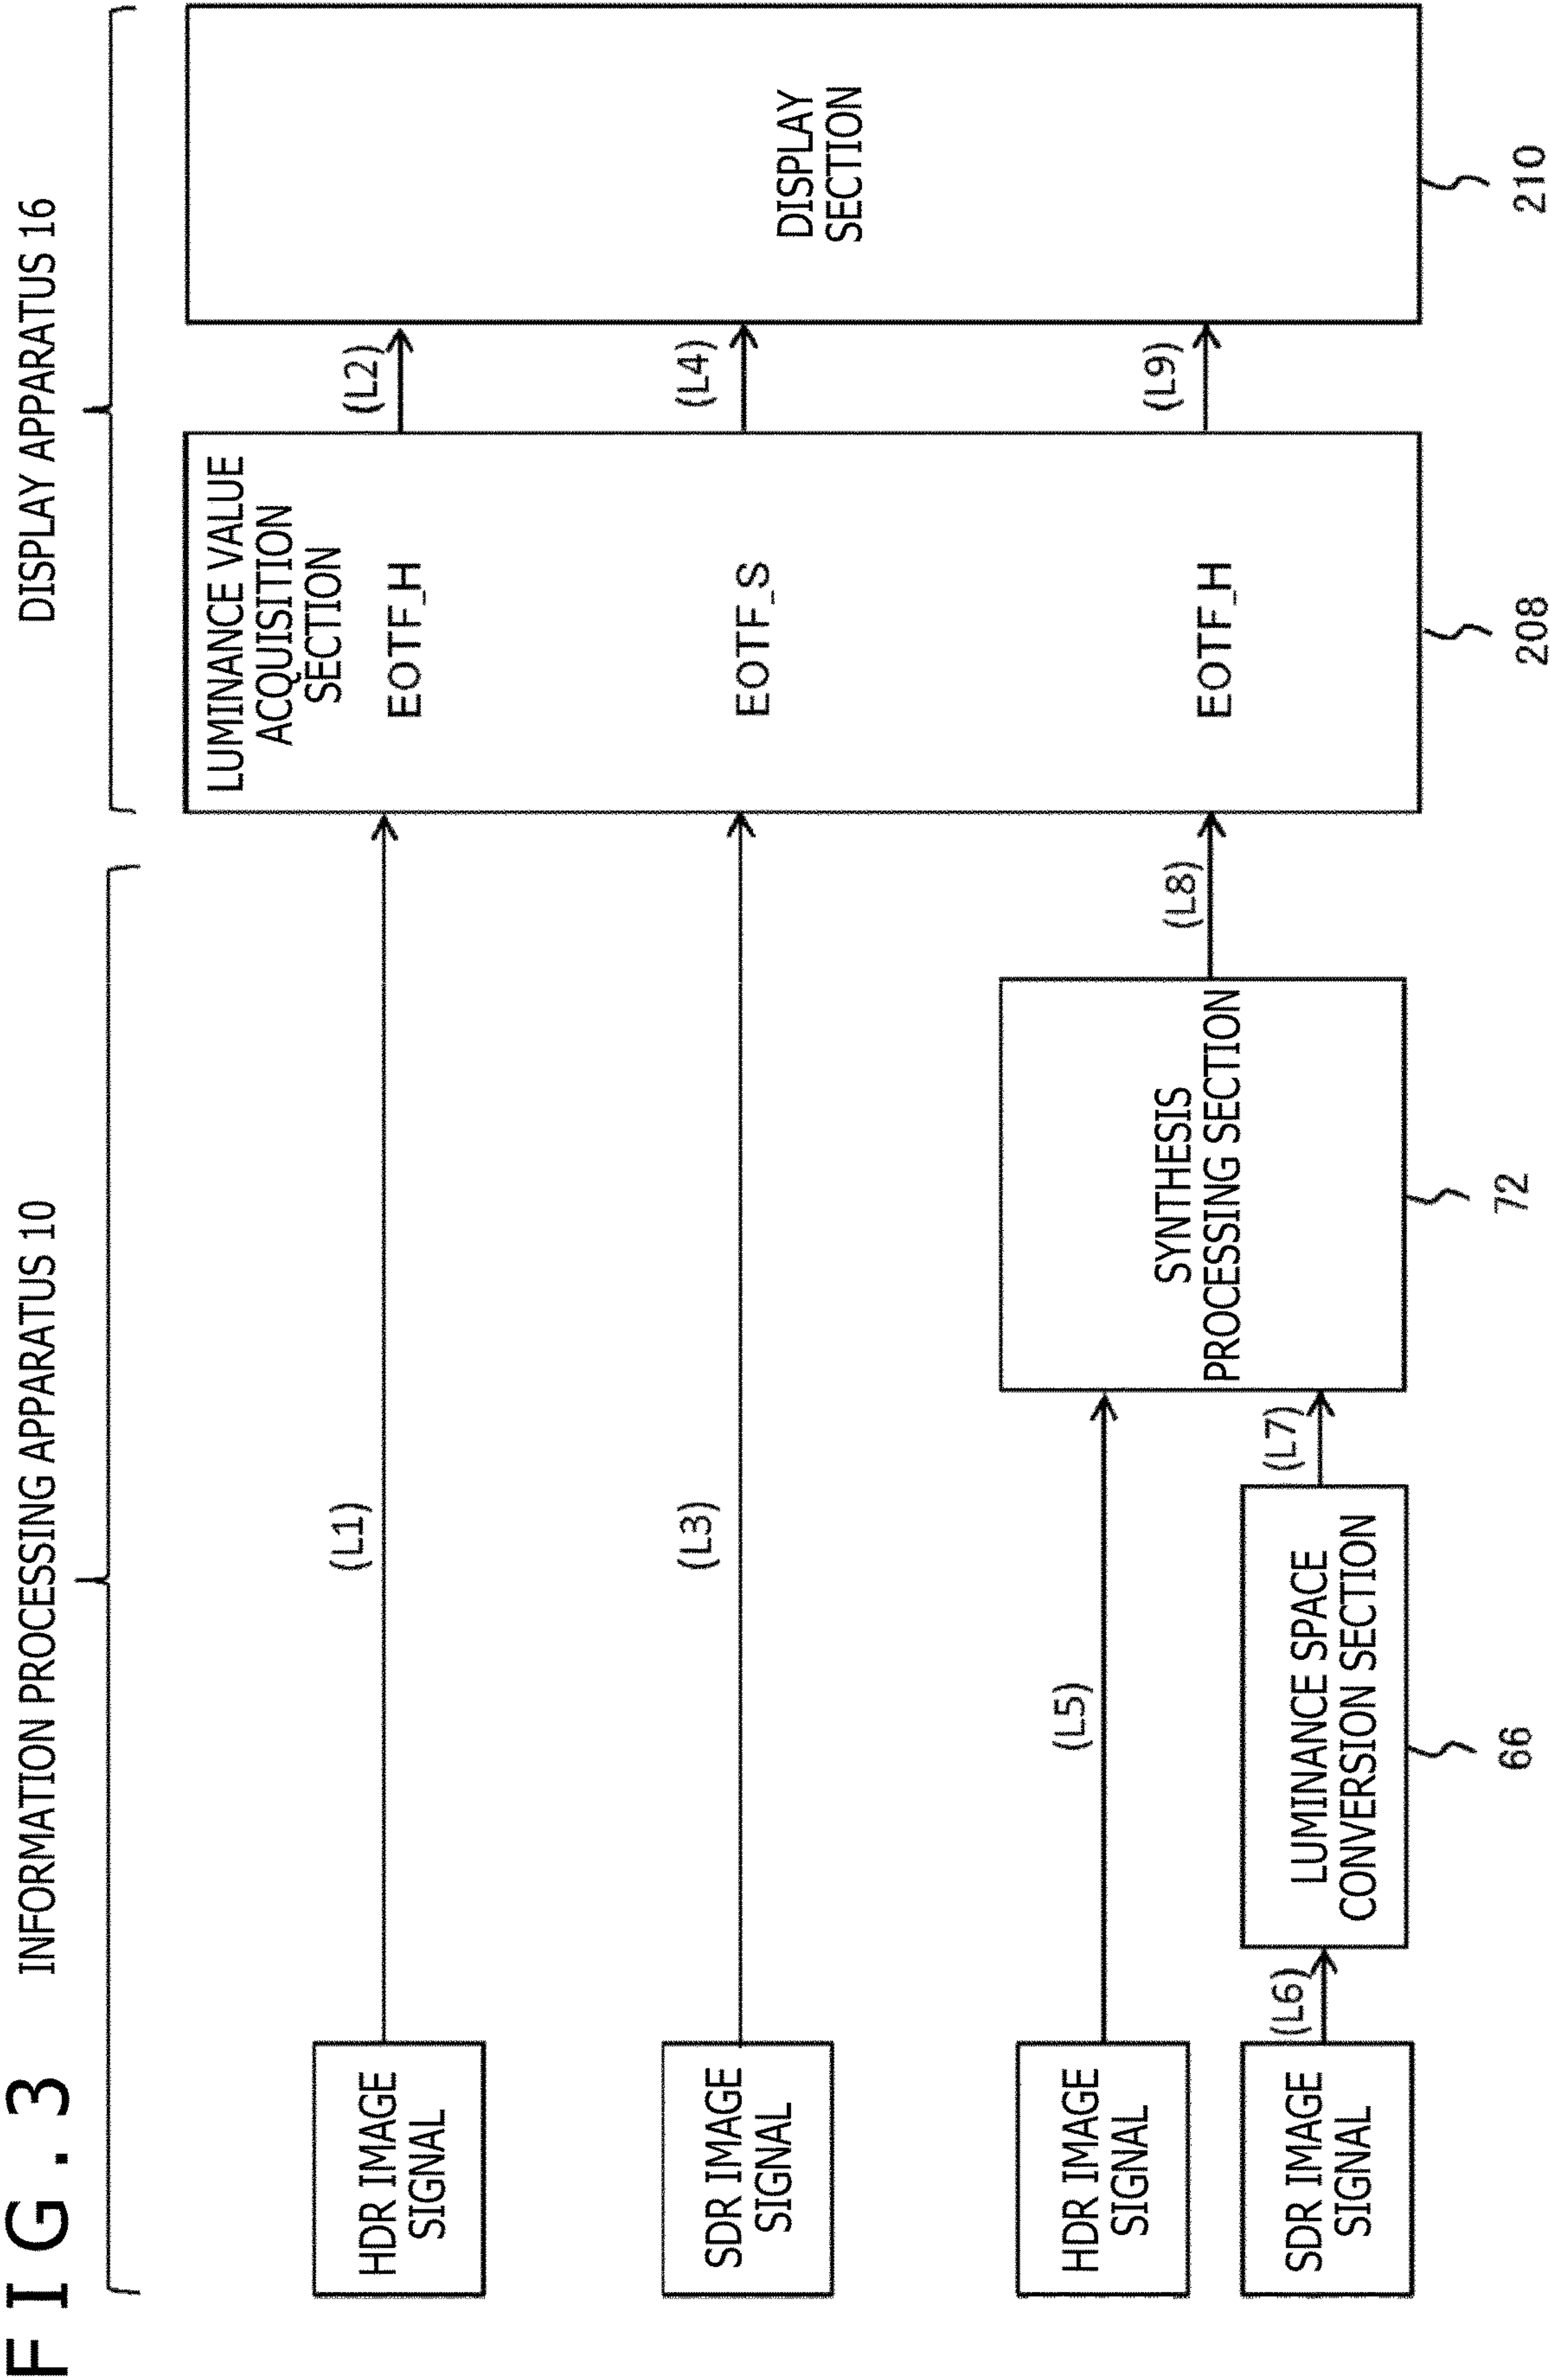 FIG. 3
INFORMATION PROCESSING APPARATUS 10
DISPLAY APPARATUS 16
HDR IMAGE
SIGNAL
(L1)
LUMINANCE VALUE
ACQUISITION
SECTION
EOTF_H
(L2)
DISPLAY
SECTION
SDR IMAGE
SIGNAL
(L3)
EOTF_S
(L4)
HDR IMAGE
SIGNAL
(L5)
SYNTHESIS
PROCESSING SECTION
(L8)
EOTF_H
(L9)
SDR IMAGE
SIGNAL
(L6)
LUMINANCE SPACE
CONVERSION SECTION
(L7)
66
72
208
210